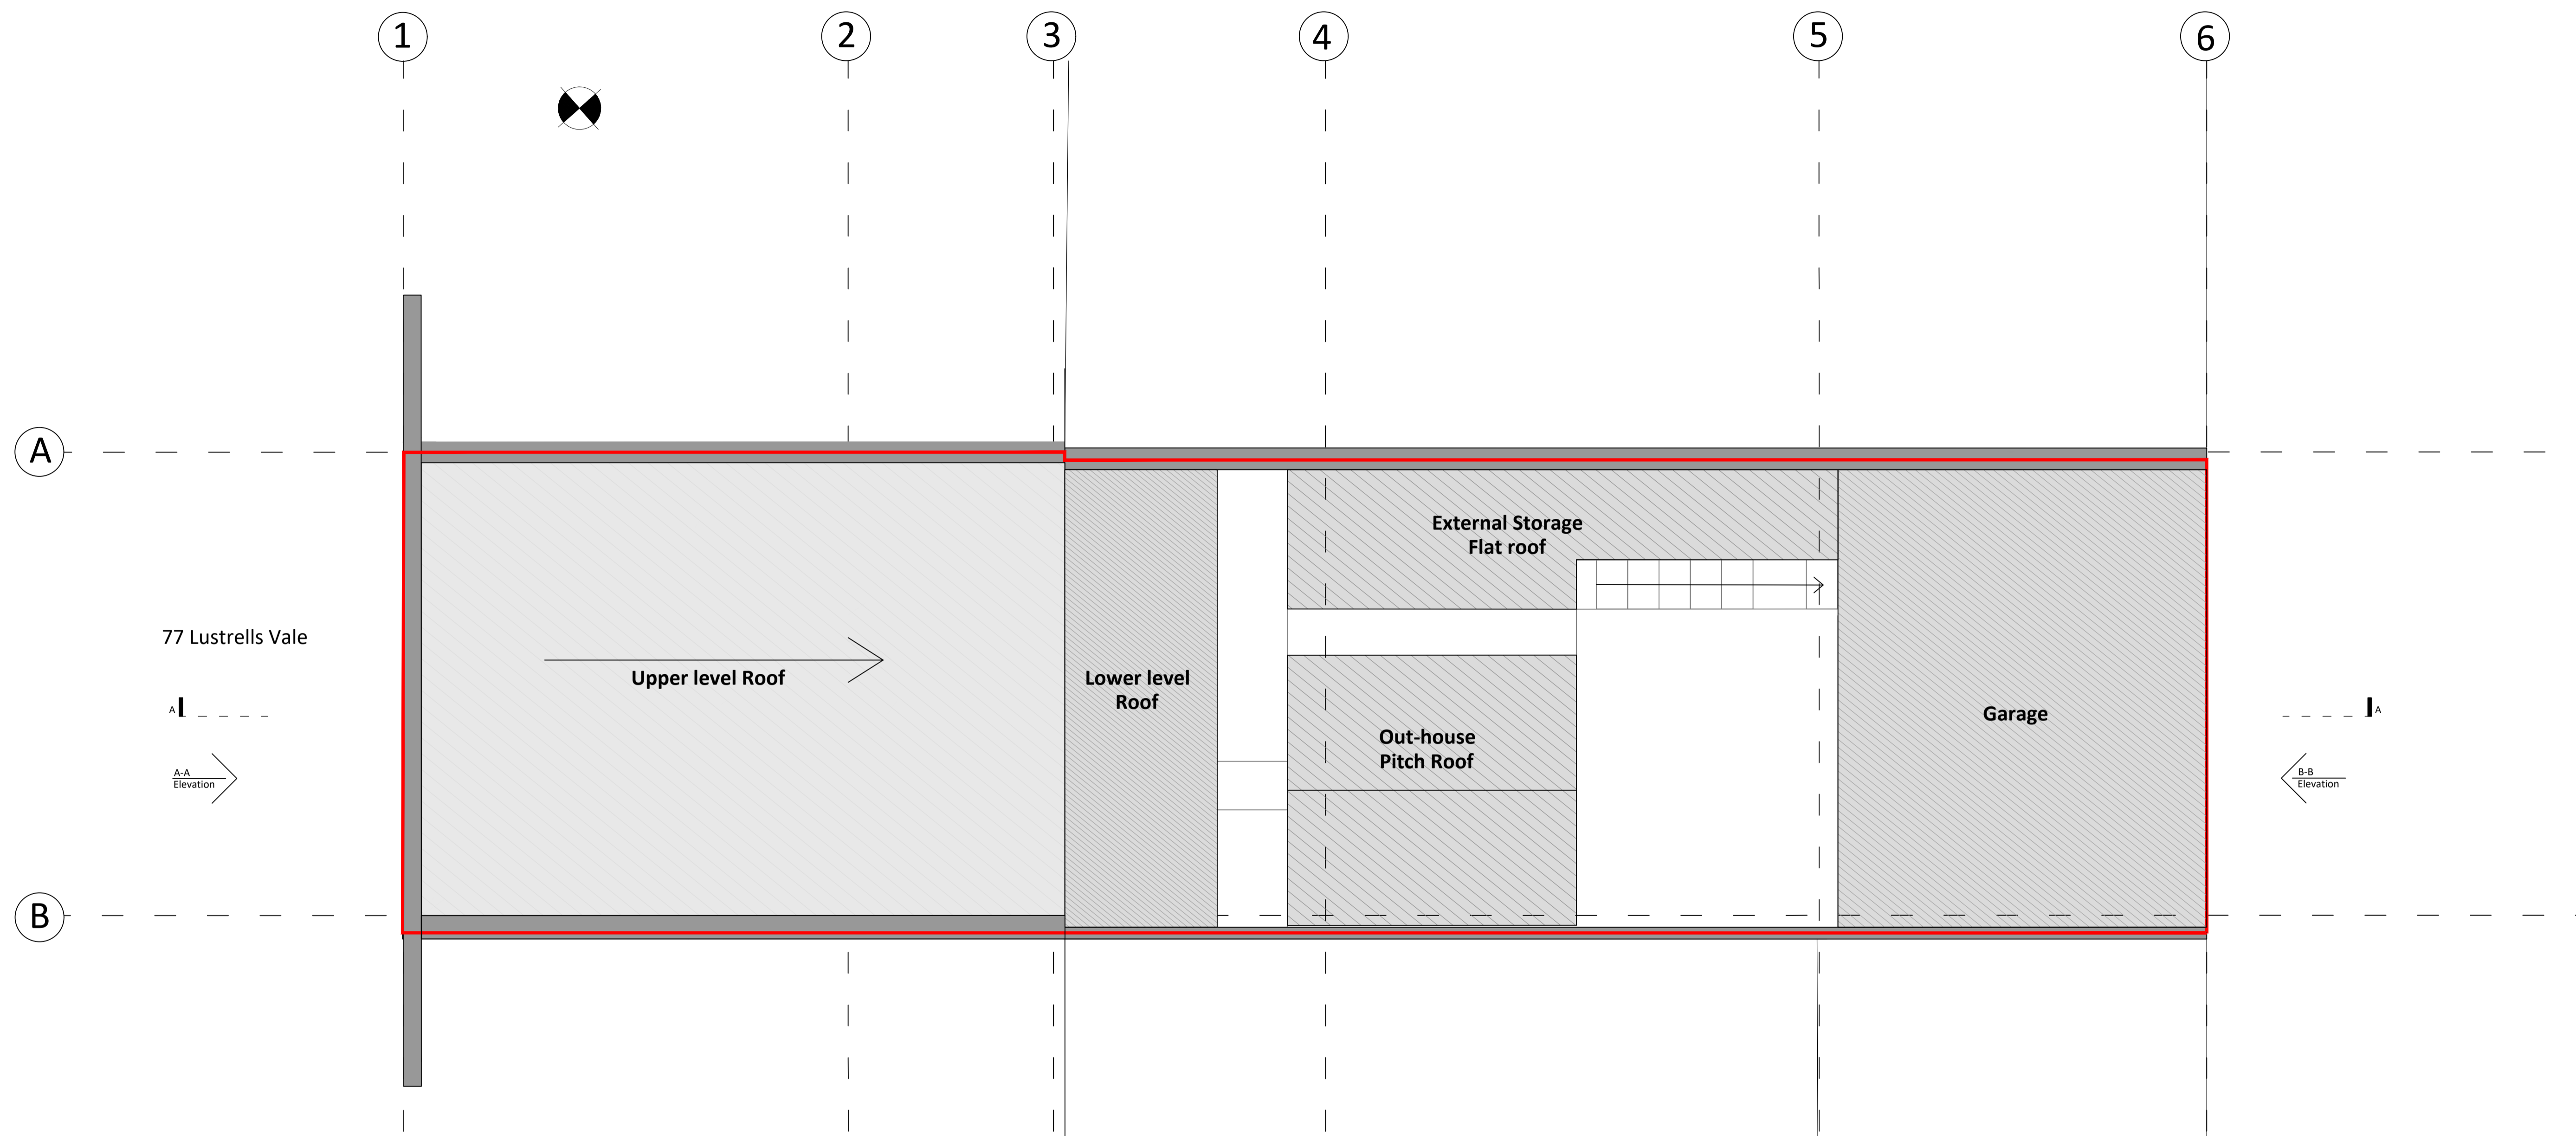 1
2
3
4
5
6
A
External Storage
Flat roof
77 Lustrells Vale
Upper level Roof
Lower level
Roof
Out-house
Pitch Roof
Garage
A
A
A-A
Elevation
B-B
Elevation
B